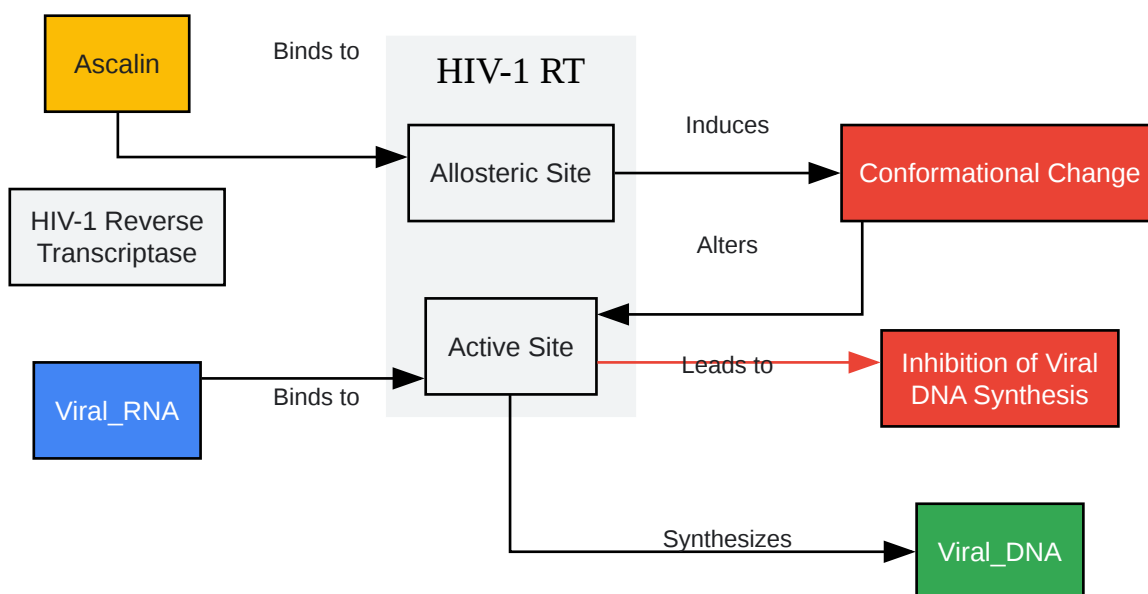 Ascalin
Binds to
HIV-1 RT
Allosteric Site
Induces
Conformational Change
HIV-1 Reverse
Transcriptase
Alters
Active Site
Leads to
Inhibition of Viral
DNA Synthesis
Viral_RNA
Binds to
Synthesizes
Viral_DNA